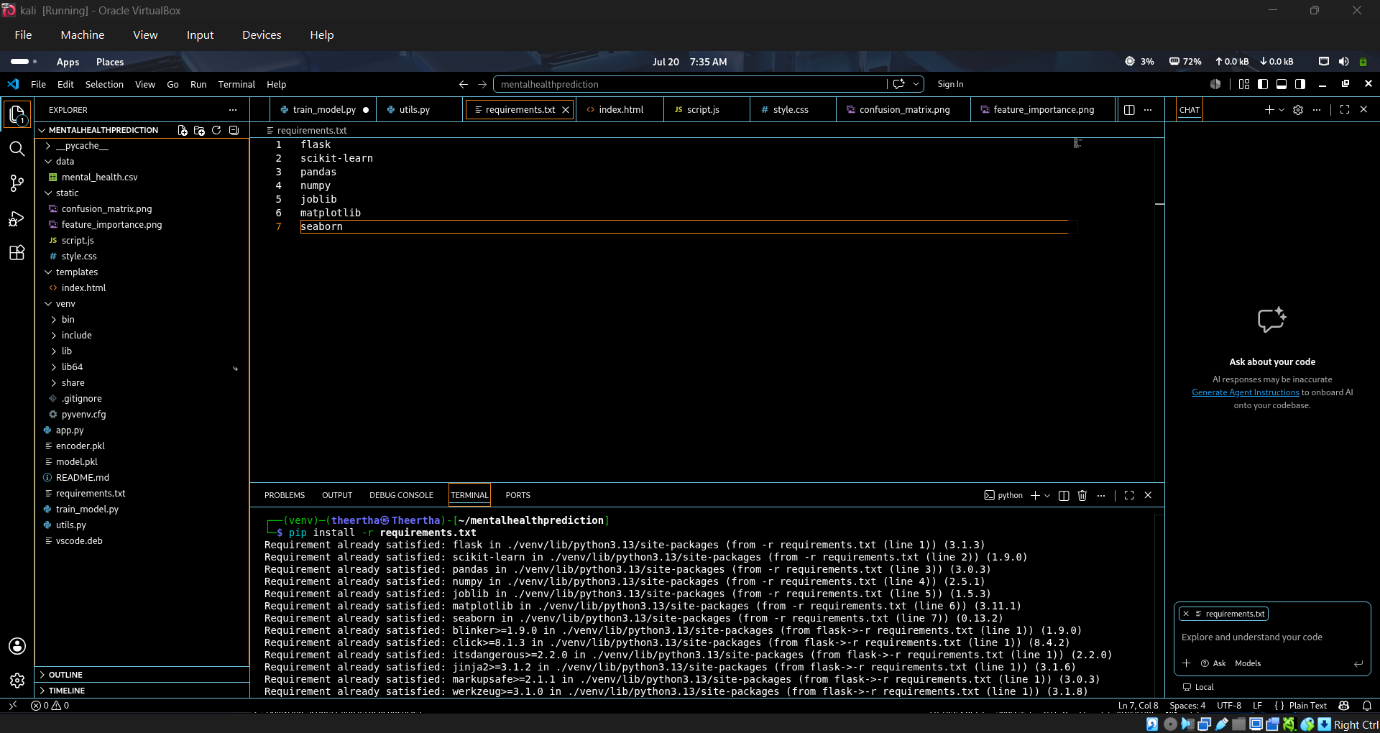 kali [Running] - Oracle VirtualBox
File Machine View Input Devices Help
Apps Places Jul 20 7:35 AM 3% 72% 0.0 kB 0.0 kB
File Edit Selection View Go Run Terminal Help mentalhealthprediction Sign In
EXPLORER
MENTALHEALTHPREDICTION
__pycache__
data
mental_health.csv
static
confusion_matrix.png
feature_importance.png
script.js
style.css
templates
index.html
venv
bin
include
lib
lib64
share
.gitignore
pyvenv.cfg
app.py
encoder.pkl
model.pkl
README.md
requirements.txt
train_model.py
utils.py
vscode.deb
OUTLINE
TIMELINE
train_model.py utils.py requirements.txt index.html script.js style.css confusion_matrix.png feature_importance.png
requirements.txt
1 flask
2 scikit-learn
3 pandas
4 numpy
5 joblib
6 matplotlib
7 seaborn
PROBLEMS OUTPUT DEBUG CONSOLE TERMINAL PORTS python
(venv)-(theertha㉿Theertha)-[~/mentalhealthprediction]
$ pip install -r requirements.txt
Requirement already satisfied: flask in ./venv/lib/python3.13/site-packages (from -r requirements.txt (line 1)) (3.1.3)
Requirement already satisfied: scikit-learn in ./venv/lib/python3.13/site-packages (from -r requirements.txt (line 2)) (1.9.0)
Requirement already satisfied: pandas in ./venv/lib/python3.13/site-packages (from -r requirements.txt (line 3)) (3.0.3)
Requirement already satisfied: numpy in ./venv/lib/python3.13/site-packages (from -r requirements.txt (line 4)) (2.5.1)
Requirement already satisfied: joblib in ./venv/lib/python3.13/site-packages (from -r requirements.txt (line 5)) (1.5.3)
Requirement already satisfied: matplotlib in ./venv/lib/python3.13/site-packages (from -r requirements.txt (line 6)) (3.11.1)
Requirement already satisfied: seaborn in ./venv/lib/python3.13/site-packages (from -r requirements.txt (line 7)) (0.13.2)
Requirement already satisfied: blinker>=1.9.0 in ./venv/lib/python3.13/site-packages (from flask->-r requirements.txt (line 1)) (1.9.0)
Requirement already satisfied: click>=8.1.3 in ./venv/lib/python3.13/site-packages (from flask->-r requirements.txt (line 1)) (8.4.2)
Requirement already satisfied: itsdangerous>=2.2.0 in ./venv/lib/python3.13/site-packages (from flask->-r requirements.txt (line 1)) (2.2.0)
Requirement already satisfied: jinja2>=3.1.2 in ./venv/lib/python3.13/site-packages (from flask->-r requirements.txt (line 1)) (3.1.6)
Requirement already satisfied: markupsafe>=2.1.1 in ./venv/lib/python3.13/site-packages (from flask->-r requirements.txt (line 1)) (3.0.3)
Requirement already satisfied: werkzeug>=3.1.0 in ./venv/lib/python3.13/site-packages (from flask->-r requirements.txt (line 1)) (3.1.8)
CHAT
Ask about your code
AI responses may be inaccurate
Generate Agent Instructions to onboard AI
onto your codebase.
requirements.txt
Explore and understand your code
Ask Models
Local
0 0 Ln 7, Col 8 Spaces: 4 UTF-8 LF {} Plain Text
Right Ctrl